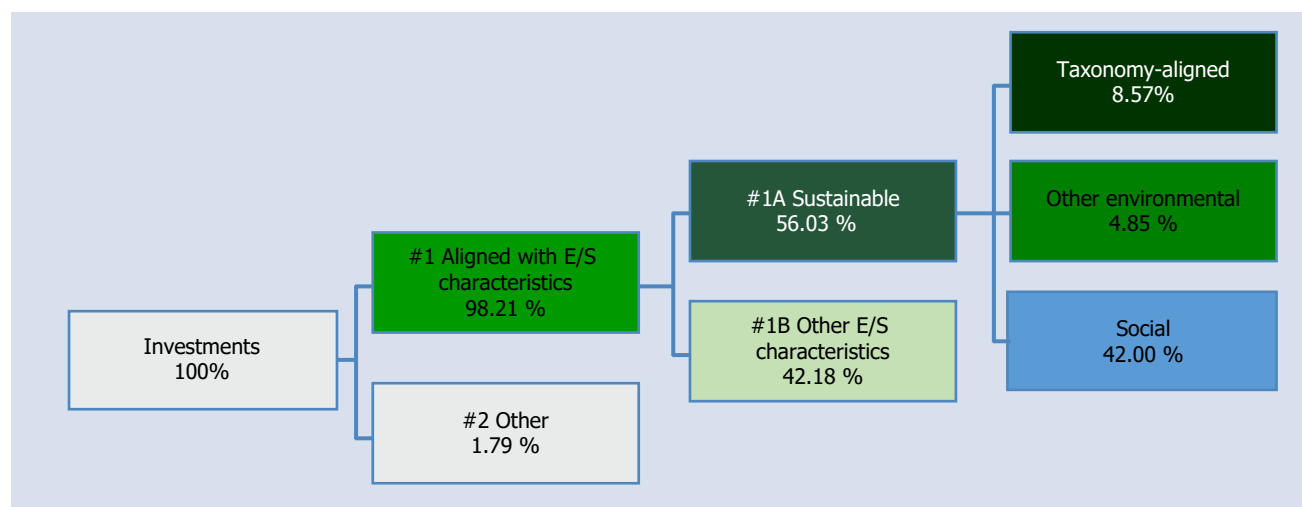 Investments
100%
#1 Aligned with E/S
characteristics
98.21 %
#2 Other
1.79 %
#1A Sustainable
56.03 %
#1B Other E/S
characteristics
42.18 %
Taxonomy-aligned
8.57%
Other environmental
4.85 %
Social
42.00 %